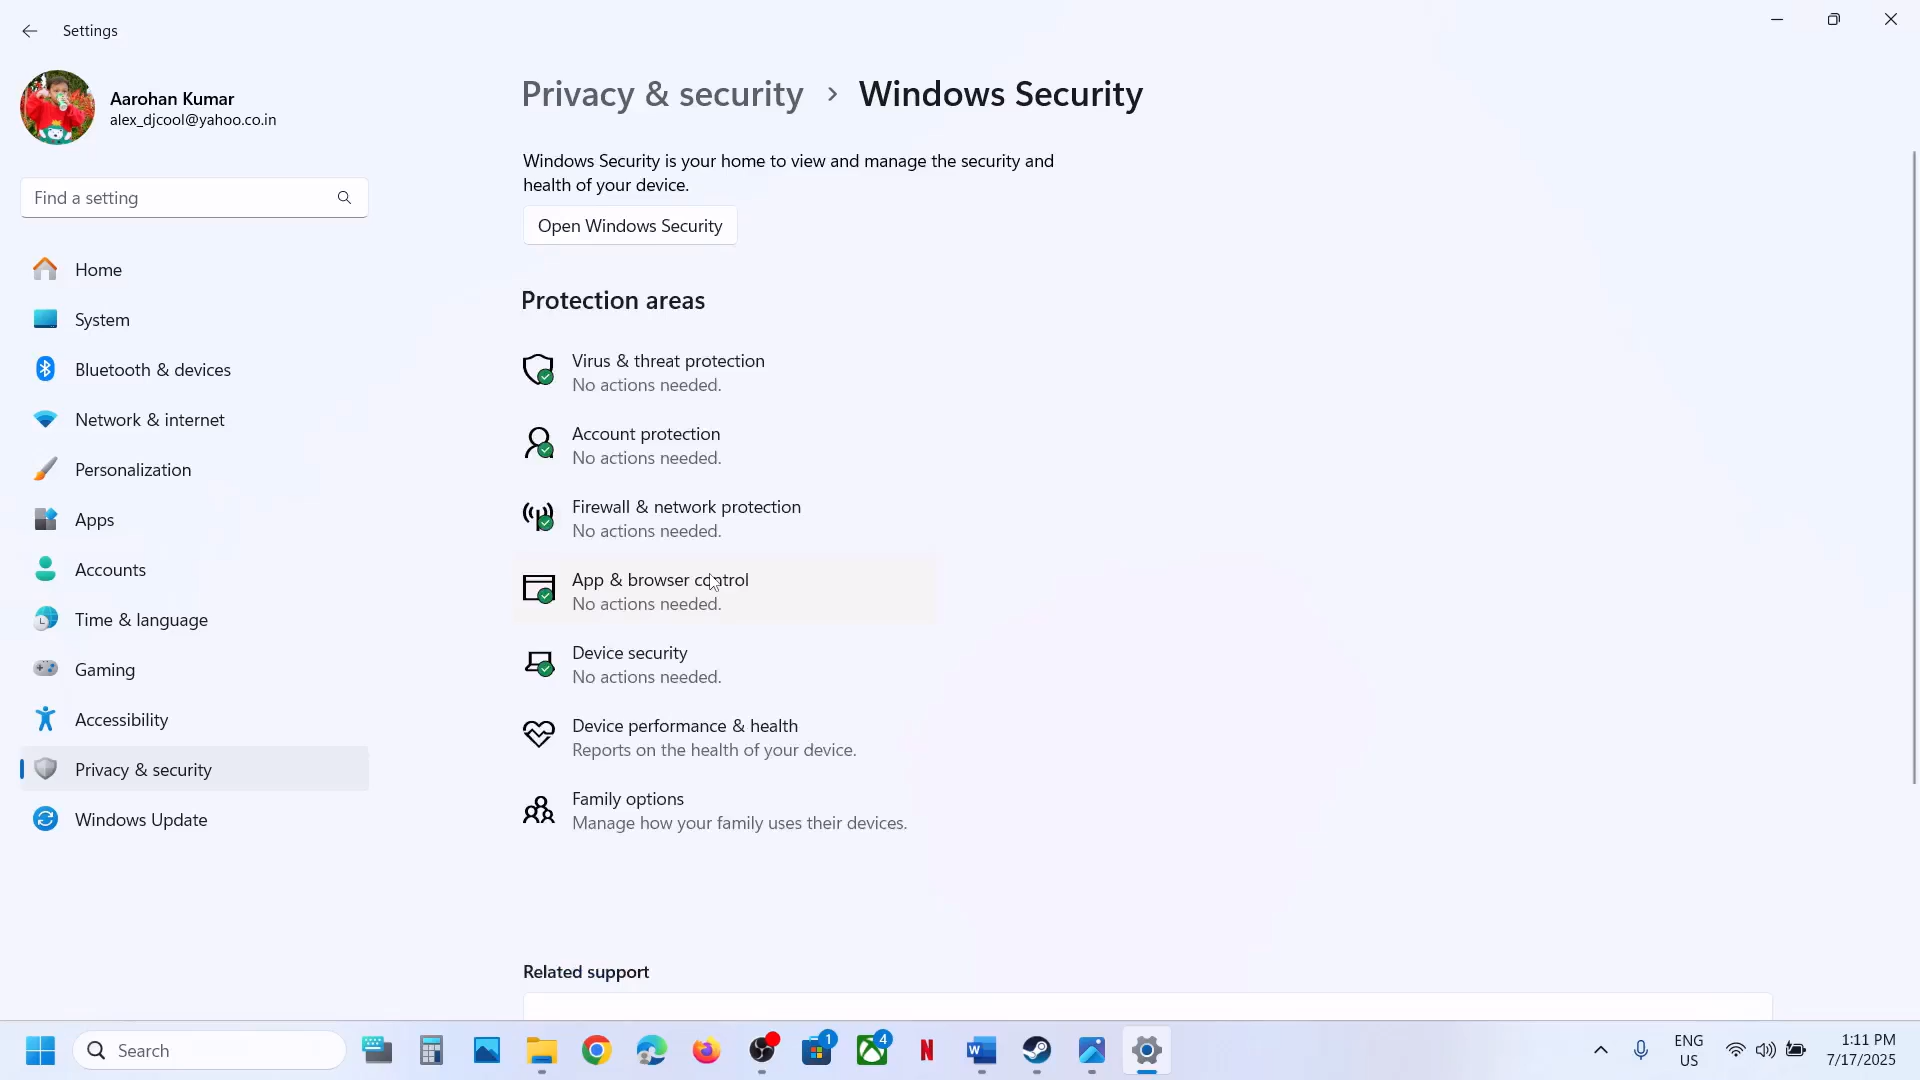 Settings
Aarohan Kumar
alex_djcool@yahoo.co.in
Find a setting
Home
System
Bluetooth & devices
Network & internet
Personalization
Apps
Accounts
Time & language
Gaming
Accessibility
Privacy & security
Windows Update
Privacy & security > Windows Security
Windows Security is your home to view and manage the security and
health of your device.
Open Windows Security
Protection areas
Virus & threat protection
No actions needed.
Account protection
No actions needed.
Firewall & network protection
No actions needed.
App & browser control
No actions needed.
Device security
No actions needed.
Device performance & health
Reports on the health of your device.
Family options
Manage how your family uses their devices.
Related support
Search
1
4
ENG
US
1:11 PM
7/17/2025